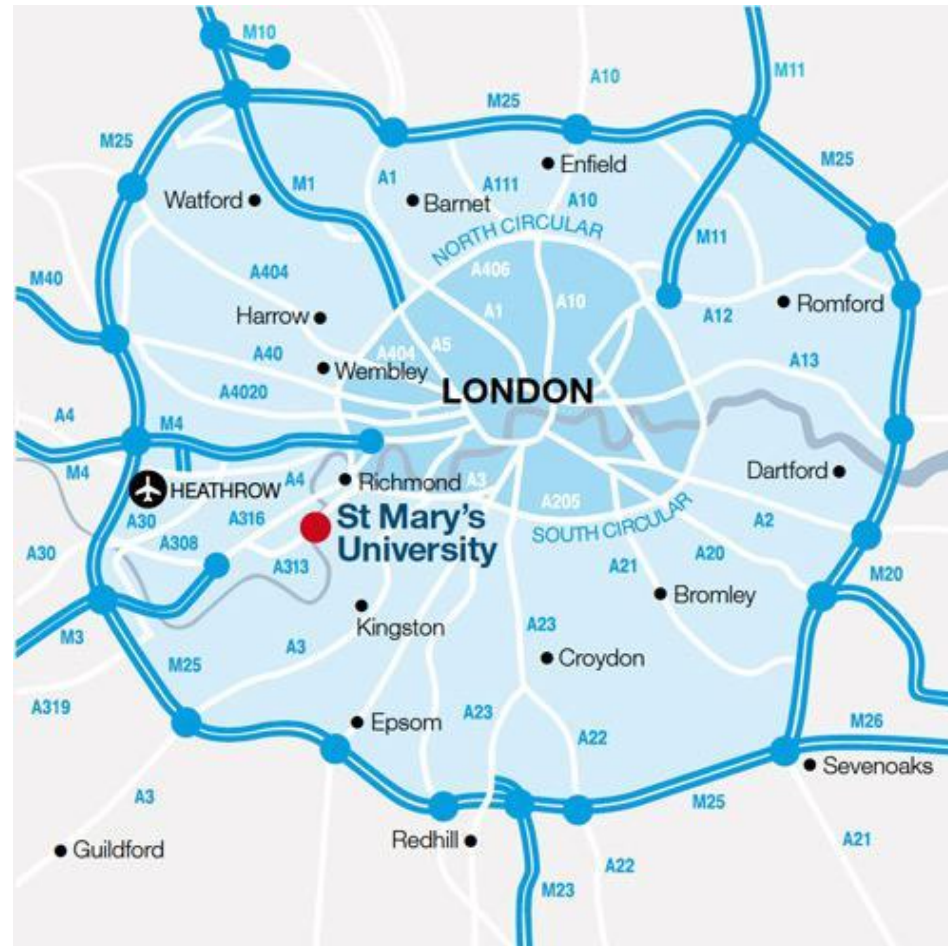 M10
M11
A10
M25
M25
M25
Enfield
M1
A1
A111
Watford
Barnet
A10
NORTH CIRCULAR
M11
A404
A406
M40
Harrow
A1
A10
Romford
A12
A40
A404
A5
Wembley
A13
A4020
LONDON
A4
M4
M4
A4
Richmond
A3
Dartford
HEATHROW
A205
A30
A316
St Mary's
University
SOUTH CIRCULAR
A2
A30
A308
A313
A21
A20
M20
Bromley
Kingston
M3
A3
A23
M25
Croydon
A319
A23
Epsom
A22
M26
Sevenoaks
A3
M25
Guildford
Redhill
A21
A22
M23